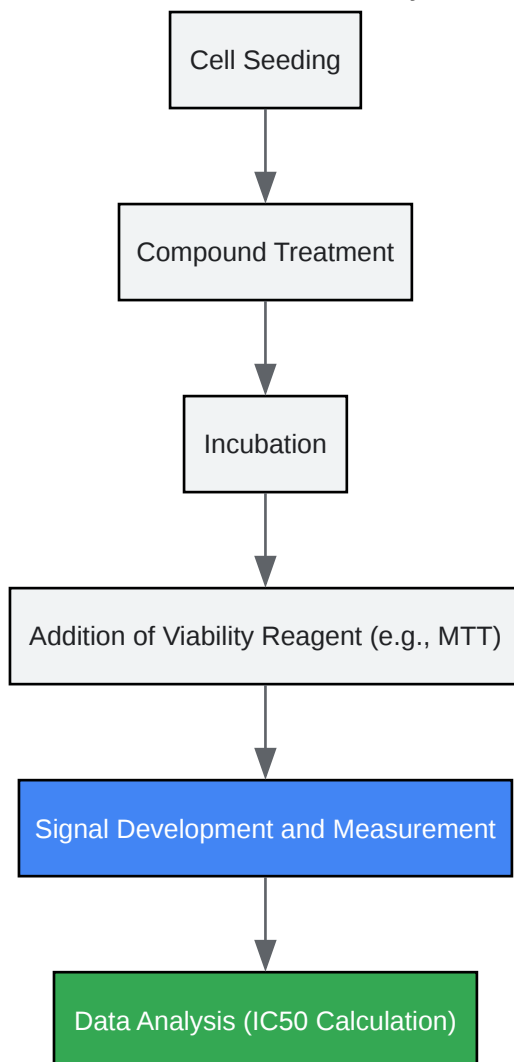 Cell Seeding
Compound Treatment
Incubation
Addition of Viability Reagent (e.g., MTT)
Signal Development and Measurement
Data Analysis (IC50 Calculation)